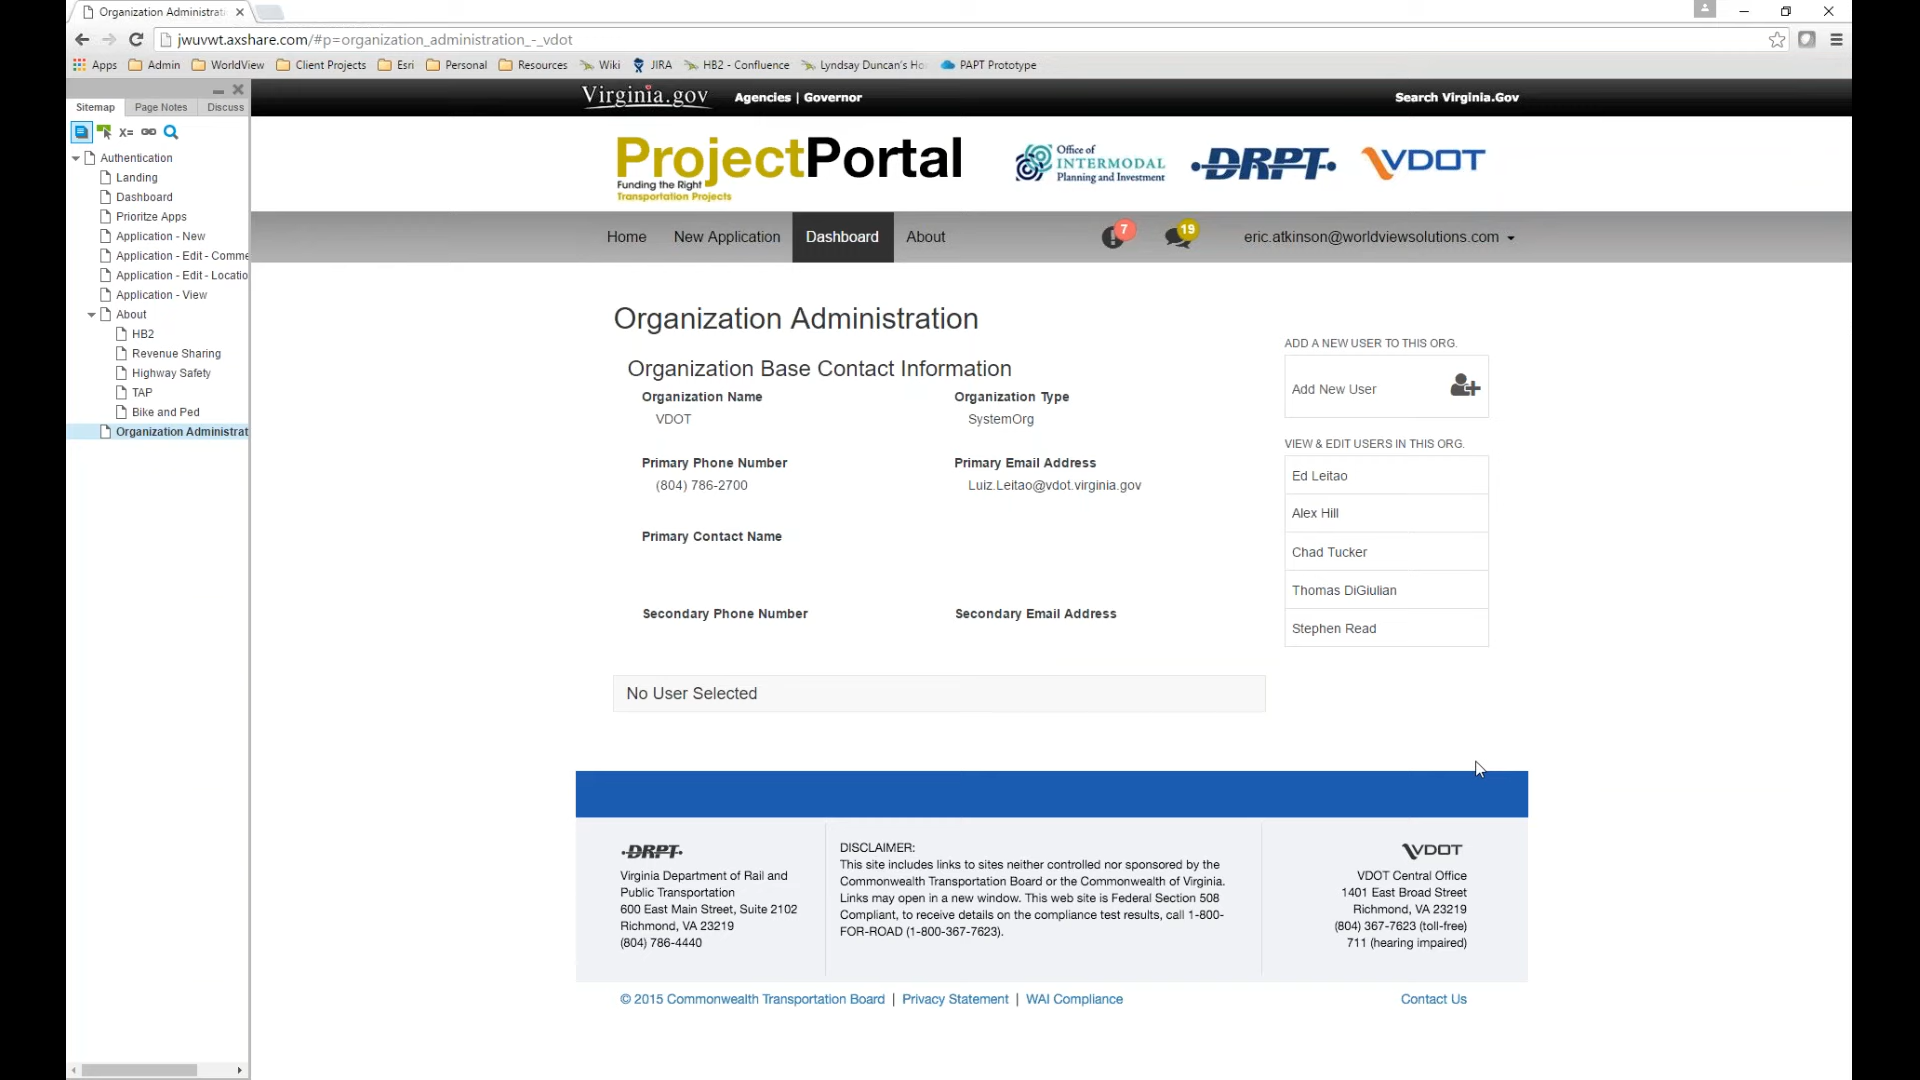 Organization Administrati
jwuvwt.axshare.com/#p=organization_administration_-_vdot
Apps Admin WorldView Client Projects Esri Personal Resources Wiki JIRA HB2 - Confluence Lyndsay Duncan's Ho PAPT Prototype
Sitemap Page Notes Discuss
X=
Authentication
Landing
Dashboard
Prioritze Apps
Application - New
Application - Edit - Comme
Application - Edit - Locatio
Application - View
About
HB2
Revenue Sharing
Highway Safety
TAP
Bike and Ped
Organization Administrat
Virginia.gov Agencies | Governor Search Virginia.Gov
ProjectPortal
Funding the Right
Transportation Projects
Office of
INTERMODAL
Planning and Investment
DRPT
VDOT
Home New Application Dashboard About 7 19 eric.atkinson@worldviewsolutions.com
Organization Administration
Organization Base Contact Information
Organization Name Organization Type
VDOT SystemOrg
Primary Phone Number Primary Email Address
(804) 786-2700 Luiz.Leitao@vdot.virginia.gov
Primary Contact Name
Secondary Phone Number Secondary Email Address
No User Selected
ADD A NEW USER TO THIS ORG.
Add New User
VIEW & EDIT USERS IN THIS ORG.
Ed Leitao
Alex Hill
Chad Tucker
Thomas DiGiulian
Stephen Read
DRPT
Virginia Department of Rail and
Public Transportation
600 East Main Street, Suite 2102
Richmond, VA 23219
(804) 786-4440
DISCLAIMER:
This site includes links to sites neither controlled nor sponsored by the
Commonwealth Transportation Board or the Commonwealth of Virginia.
Links may open in a new window. This web site is Federal Section 508
Compliant, to receive details on the compliance test results, call 1-800-
FOR-ROAD (1-800-367-7623).
VDOT
VDOT Central Office
1401 East Broad Street
Richmond, VA 23219
(804) 367-7623 (toll-free)
711 (hearing impaired)
© 2015 Commonwealth Transportation Board | Privacy Statement | WAI Compliance Contact Us